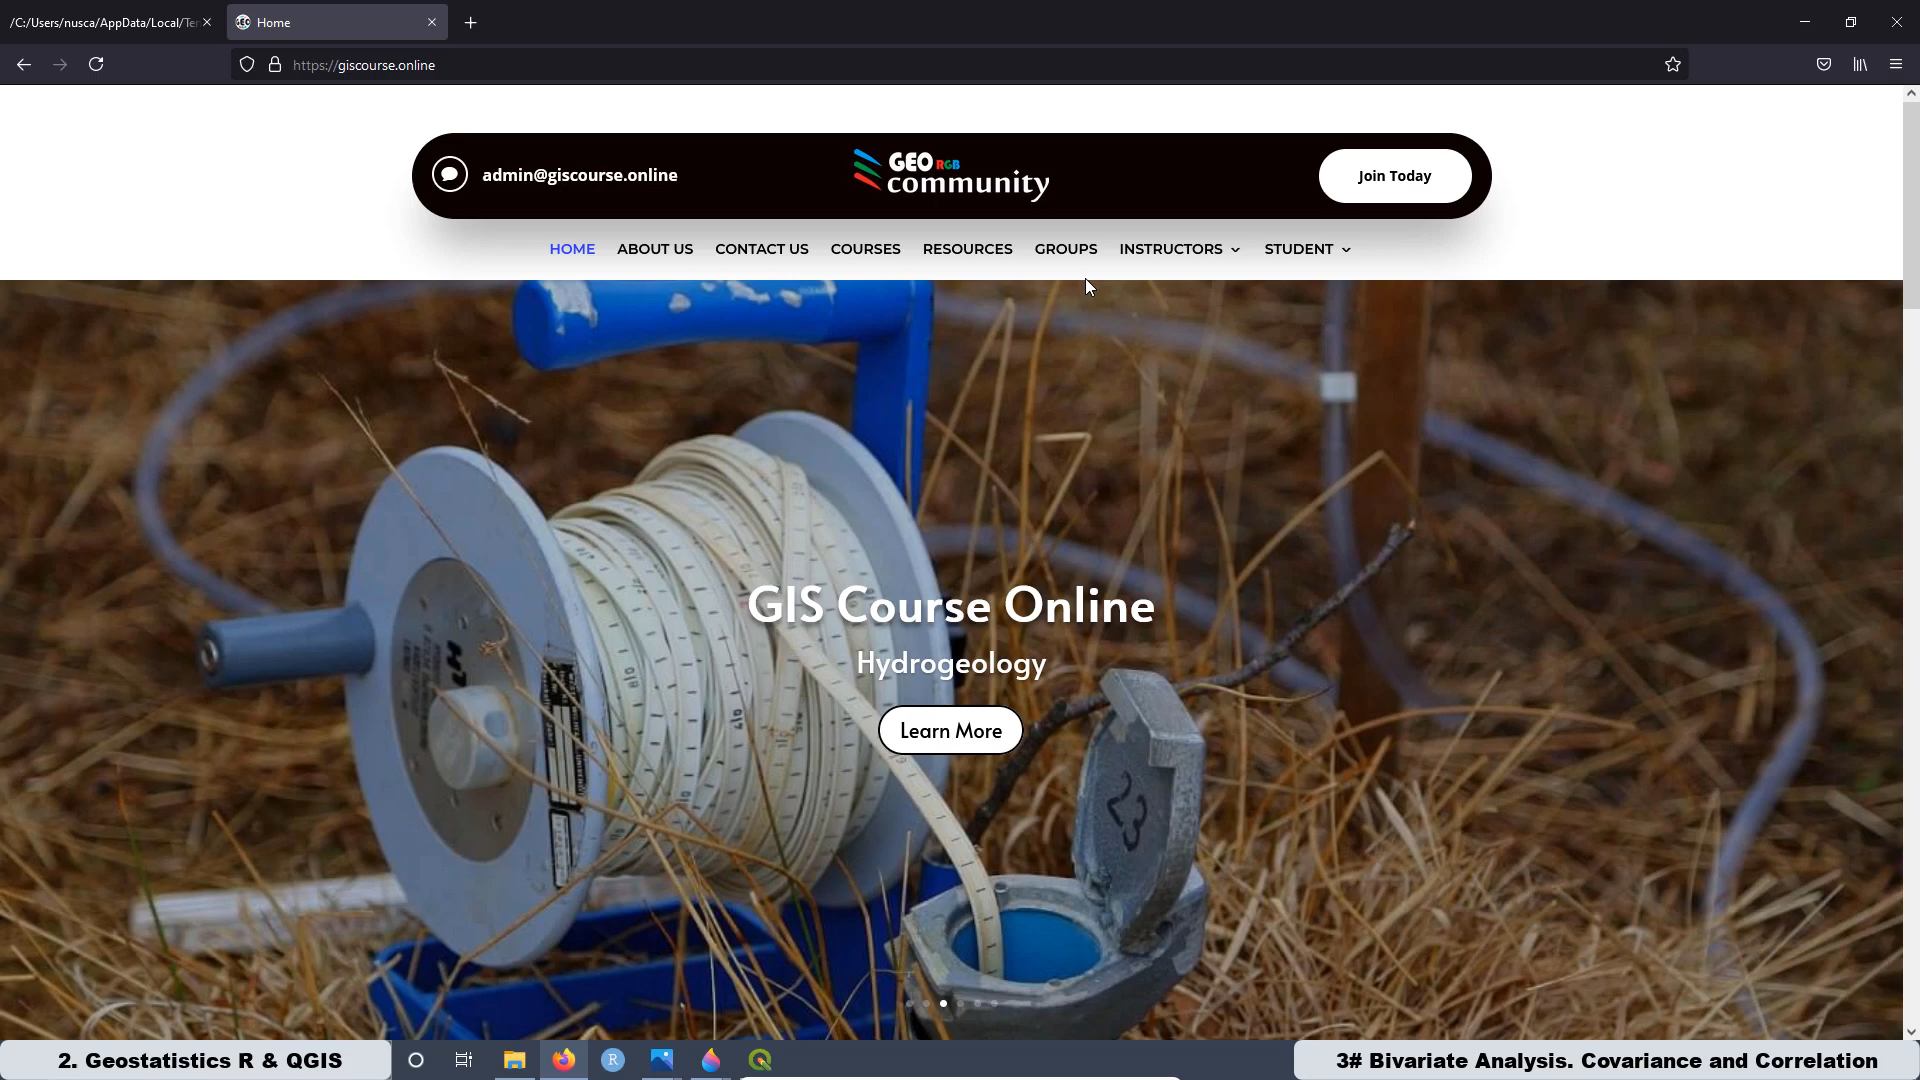 /C:/Users/nusca/AppData/Local/Ter
Home
https://giscourse.online
admin@giscourse.online
GEO RGB
community
Join Today
HOME ABOUT US CONTACT US COURSES RESOURCES GROUPS INSTRUCTORS STUDENT
GIS Course Online
Hydrogeology
Learn More
23
2. Geostatistics R & QGIS
3# Bivariate Analysis. Covariance and Correlation